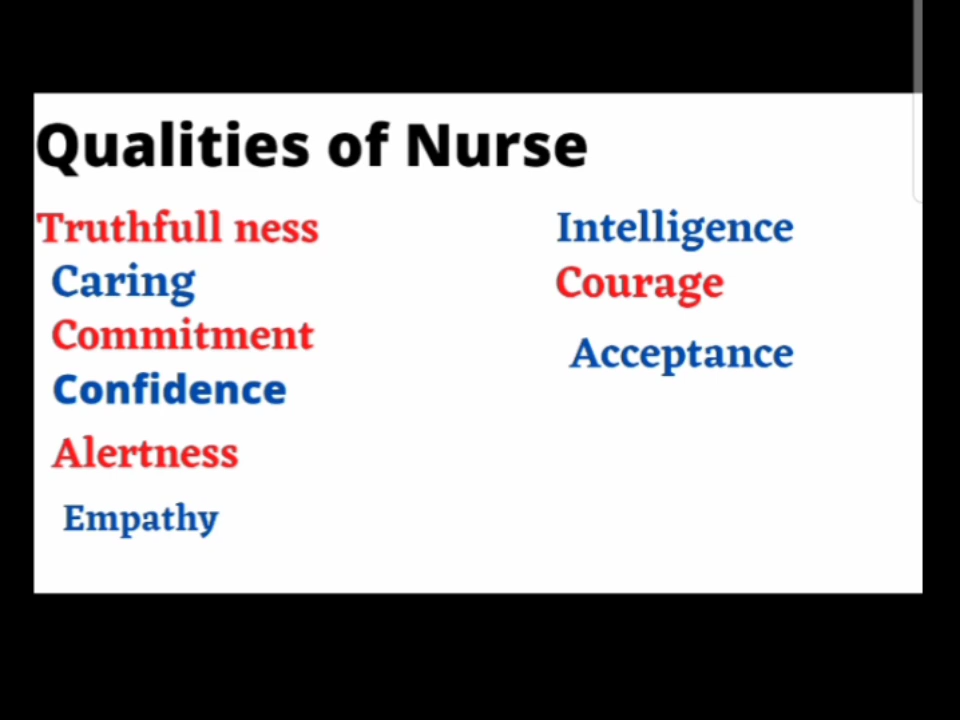 Qualities of Nurse
Truthfull ness
Caring
Commitment
Confidence
Alertness
Empathy
Intelligence
Courage
Acceptance